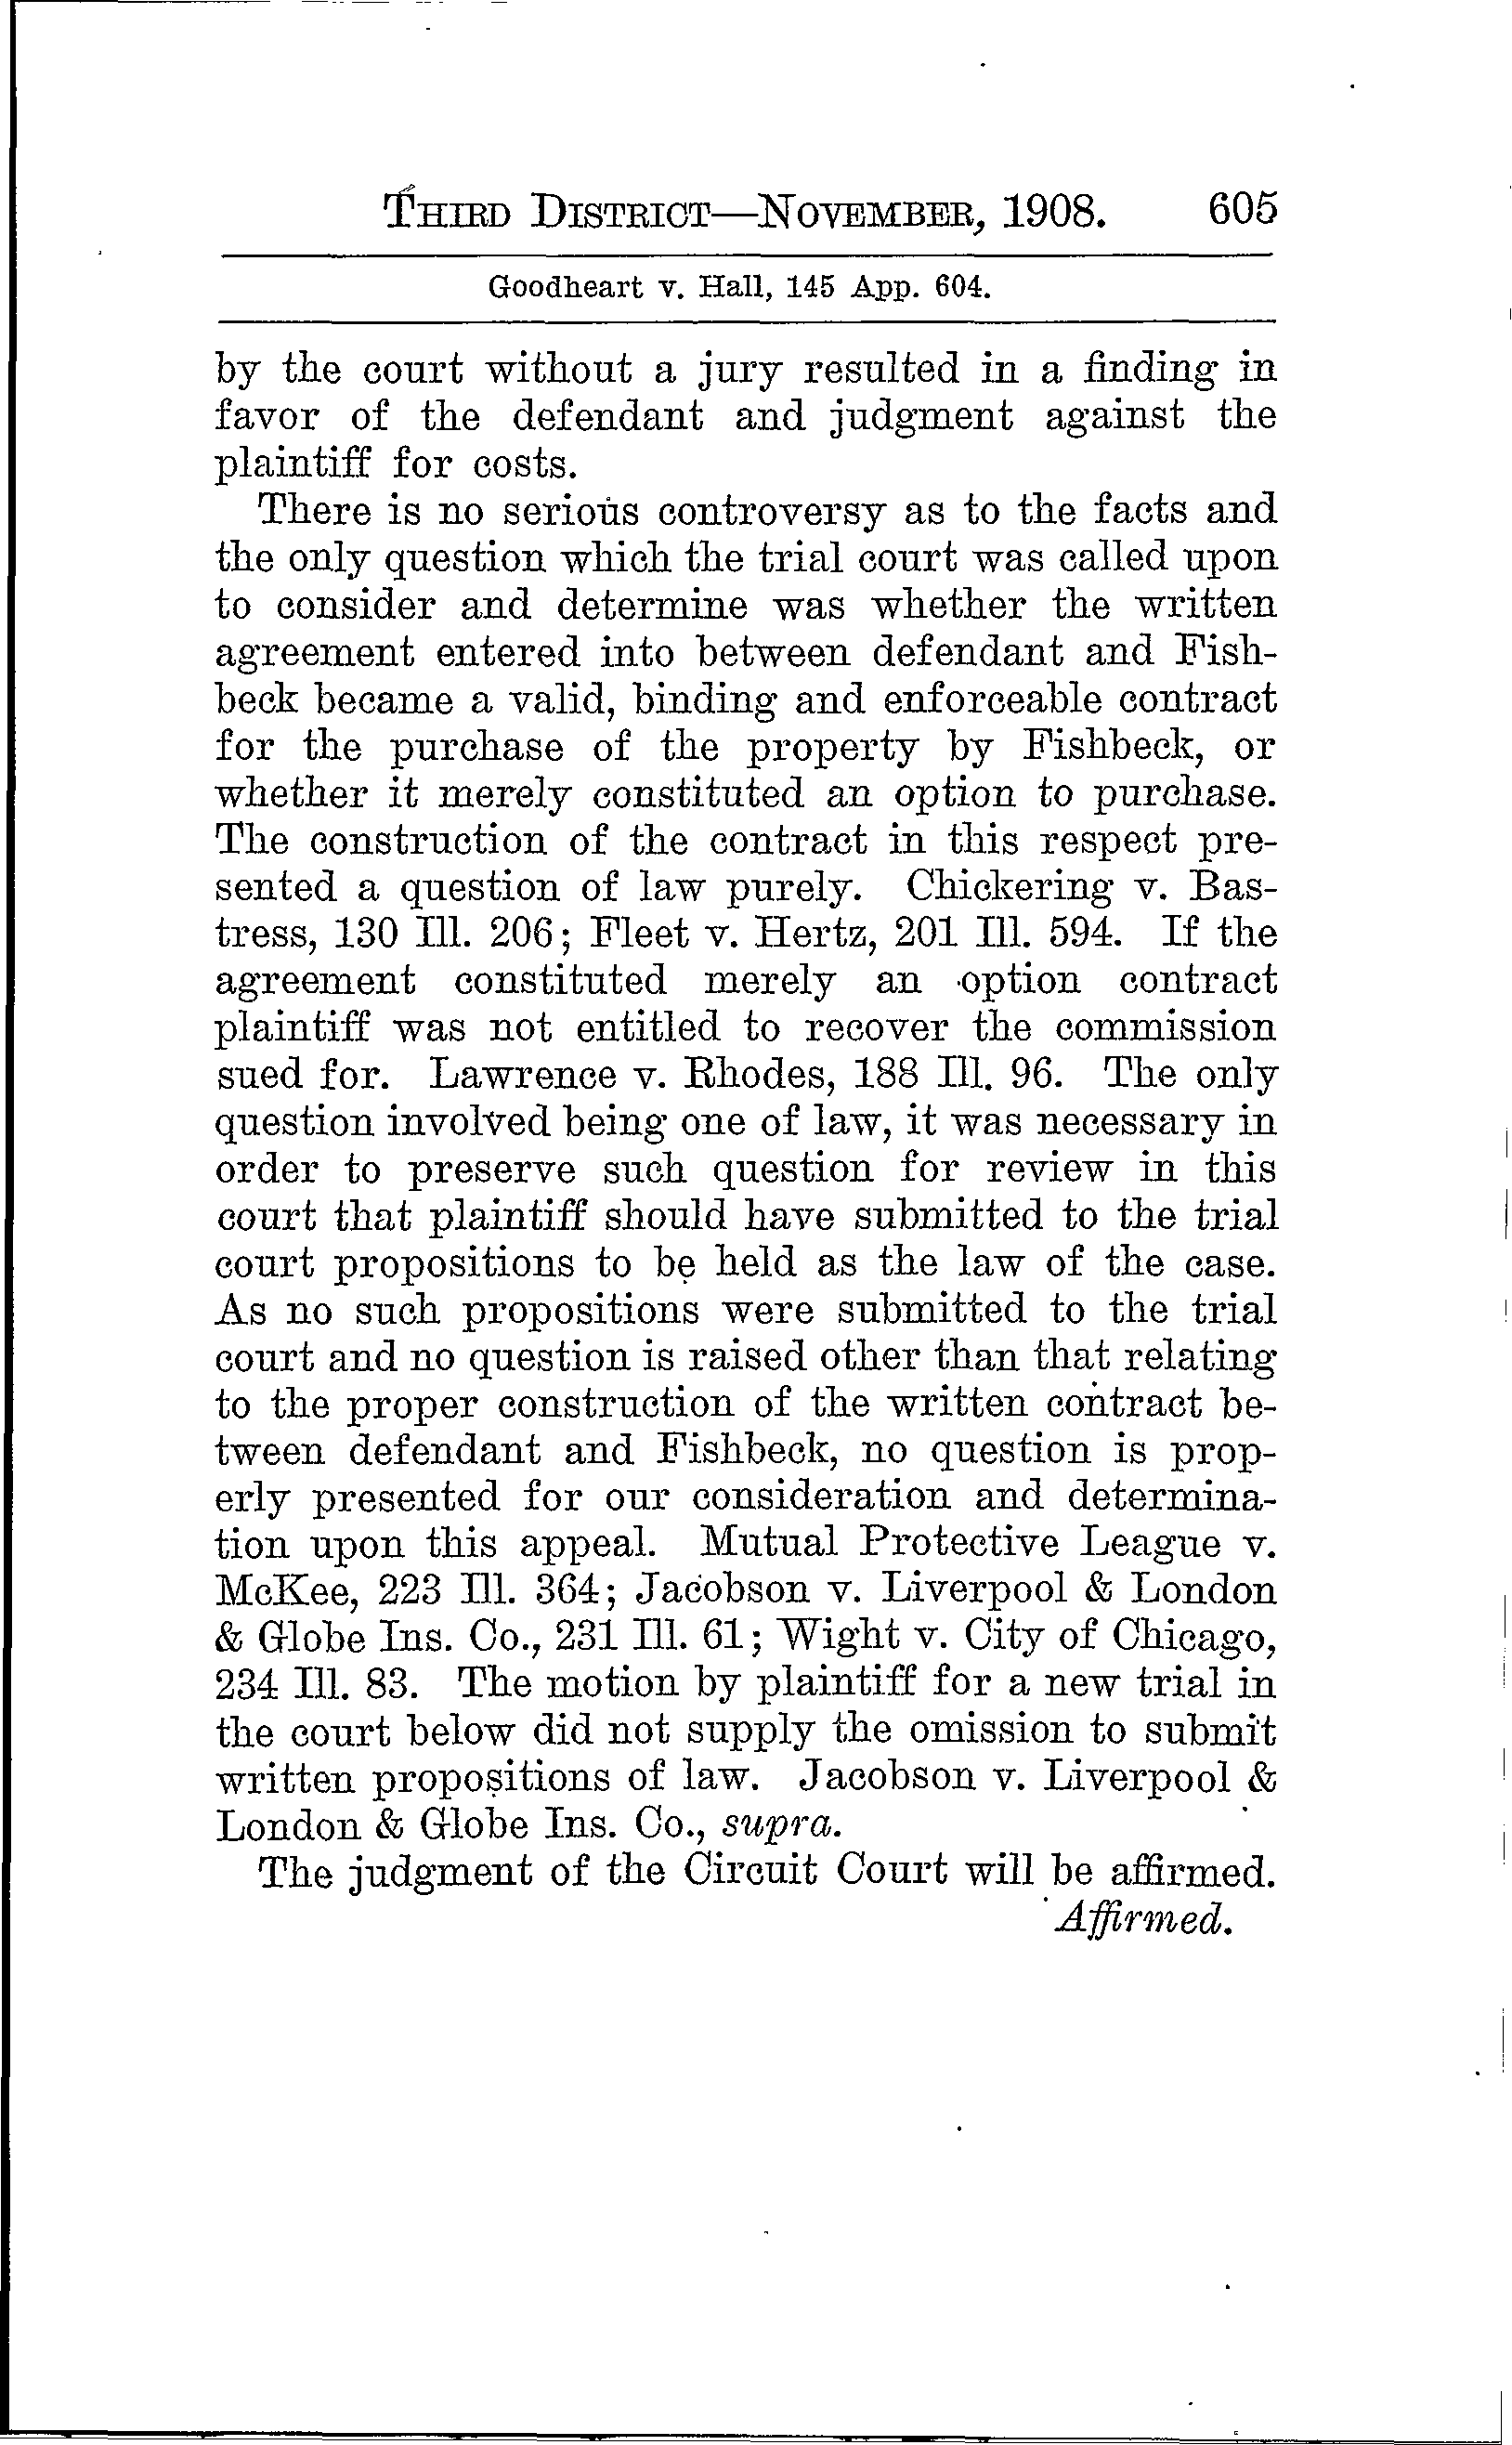 THIRD DISTRICT—NOVEMBER, 1908. 605
Goodheart v. Hall, 145 App. 604.
by the court without a jury resulted in a finding in
favor of the defendant and judgment against the
plaintiff for costs.
There is no serious controversy as to the facts and
the only question which the trial court was called upon
to consider and determine was whether the written
agreement entered into between defendant and Fish-
beck became a valid, binding and enforceable contract
for the purchase of the property by Fishbeck, or
whether it merely constituted an option to purchase.
The construction of the contract in this respect pre-
sented a question of law purely. Chickering v. Bas-
tress, 130 Ill. 206; Fleet v. Hertz, 201 Ill. 594. If the
agreement constituted merely an option contract
plaintiff was not entitled to recover the commission
sued for. Lawrence v. Rhodes, 188 Ill. 96. The only
question involved being one of law, it was necessary in
order to preserve such question for review in this
court that plaintiff should have submitted to the trial
court propositions to be held as the law of the case.
As no such propositions were submitted to the trial
court and no question is raised other than that relating
to the proper construction of the written contract be-
tween defendant and Fishbeck, no question is prop-
erly presented for our consideration and determina-
tion upon this appeal. Mutual Protective League v.
McKee, 223 Ill. 364; Jacobson v. Liverpool & London
& Globe Ins. Co., 231 Ill. 61; Wight v. City of Chicago,
234 Ill. 83. The motion by plaintiff for a new trial in
the court below did not supply the omission to submit
written propositions of law. Jacobson v. Liverpool &
London & Globe Ins. Co., supra.
The judgment of the Circuit Court will be affirmed.
Affirmed.